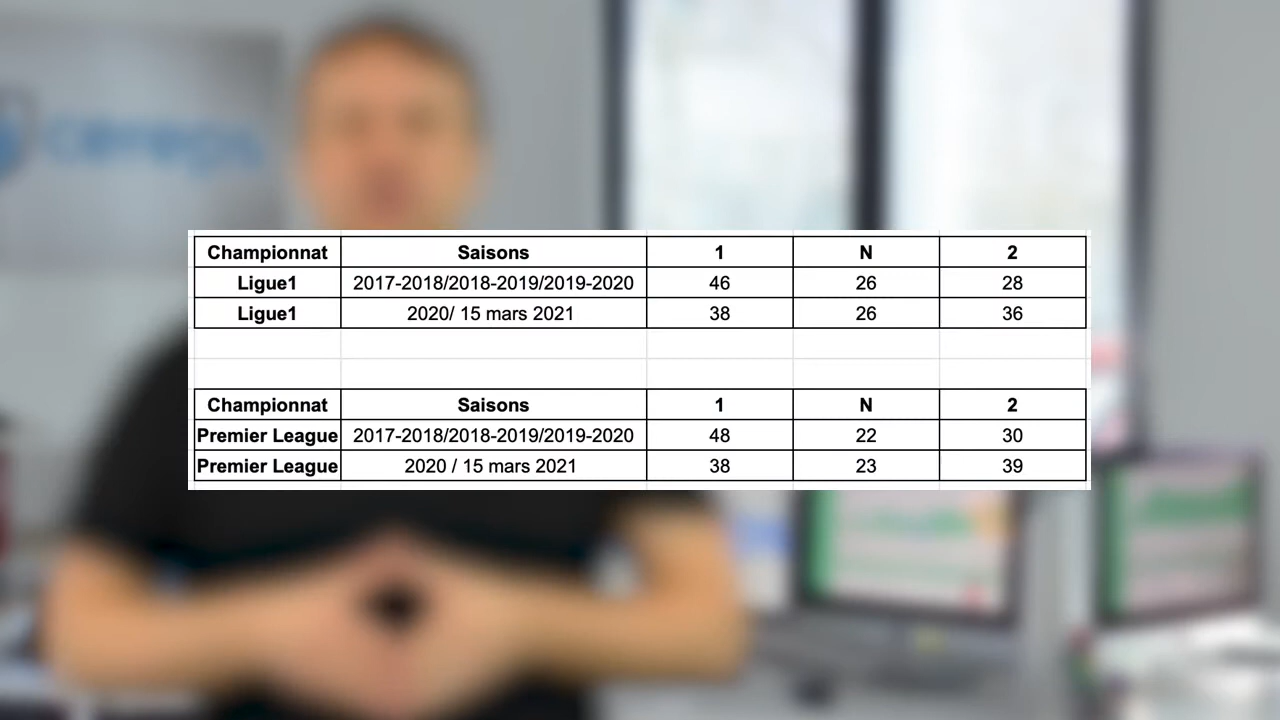 Championnat Saisons 1 N 2
Ligue1 2017-2018/2018-2019/2019-2020 46 26 28
Ligue1 2020/ 15 mars 2021 38 26 36
Championnat Saisons 1 N 2
Premier League 2017-2018/2018-2019/2019-2020 48 22 30
Premier League 2020 / 15 mars 2021 38 23 39